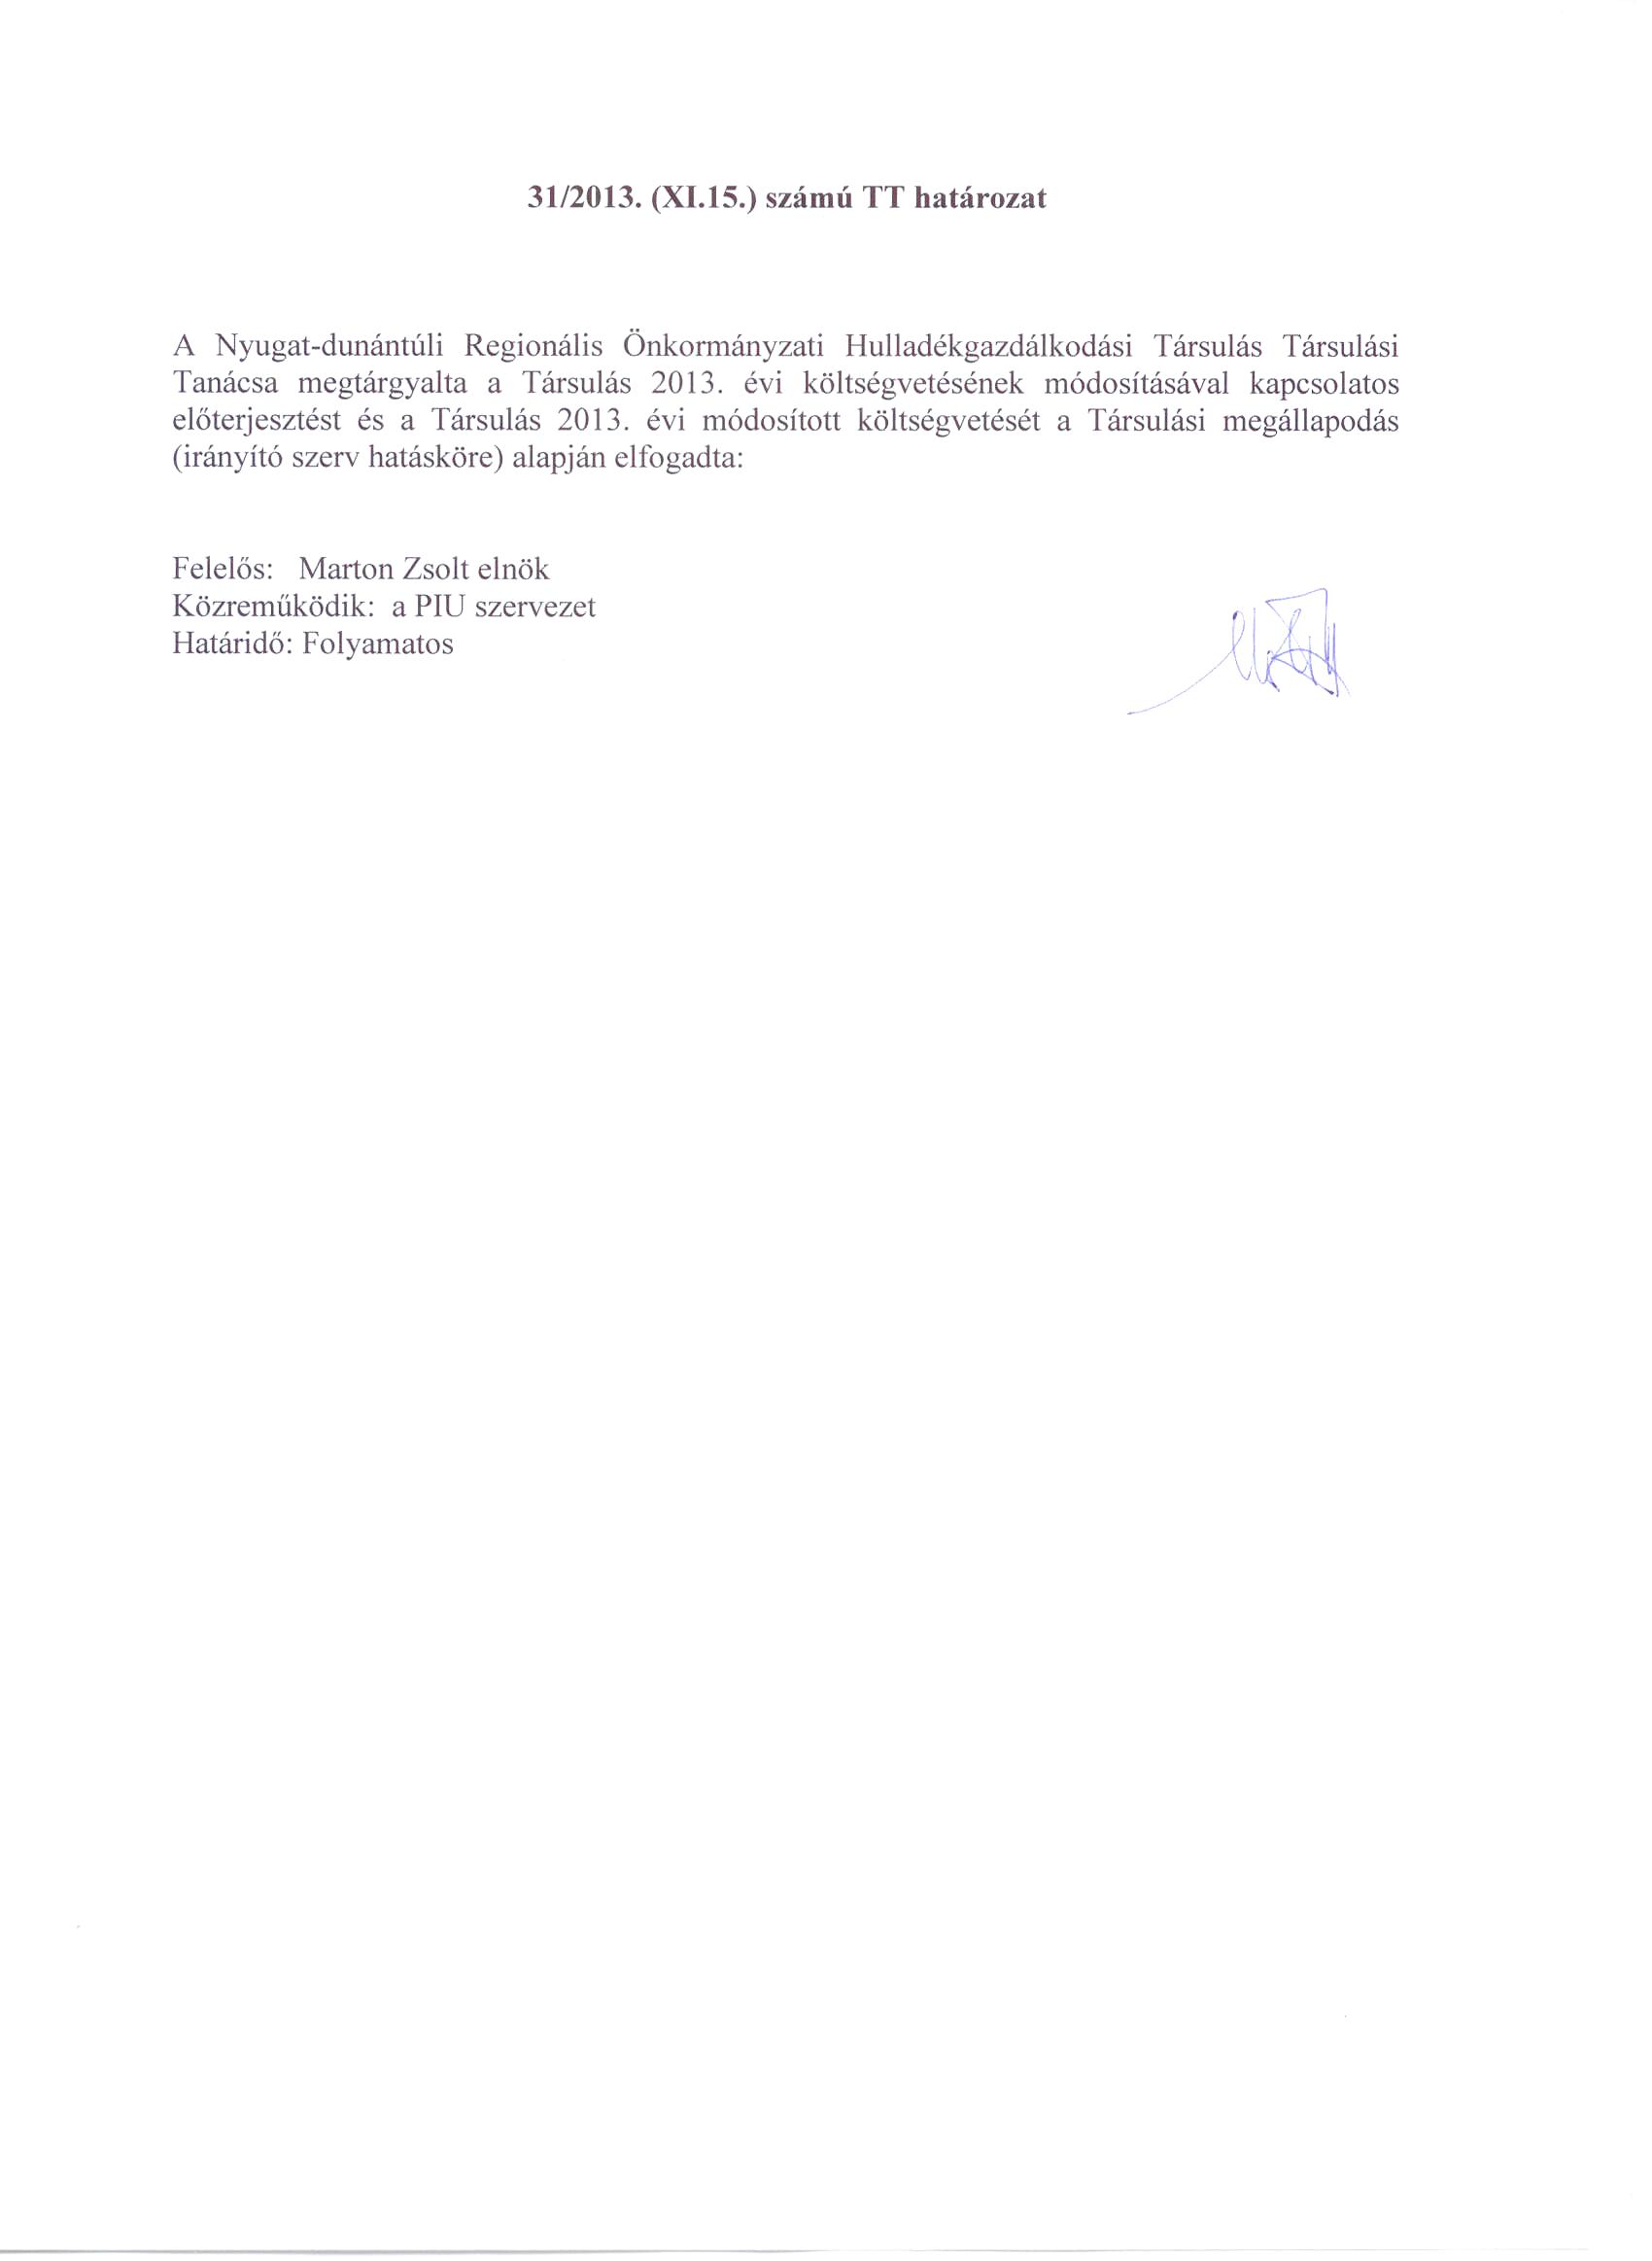 31/2013. (XI.15.) számú TT határozat
A Nyugat-dunántúli Regionális Önkormányzati Hulladékgazdálkodási Társulás Társulási
Tanácsa megtárgyalta a Társulás 2013. évi költségvetésének módosításával kapcsolatos
előterjesztést és a Társulás 2013. évi módosított költségvetését a Társulási megállapodás
(irányító szerv hatásköre) alapján elfogadta:
Felelős: Marton Zsolt elnök
Közreműködik: a PIU szervezet
Határidő: Folyamatos